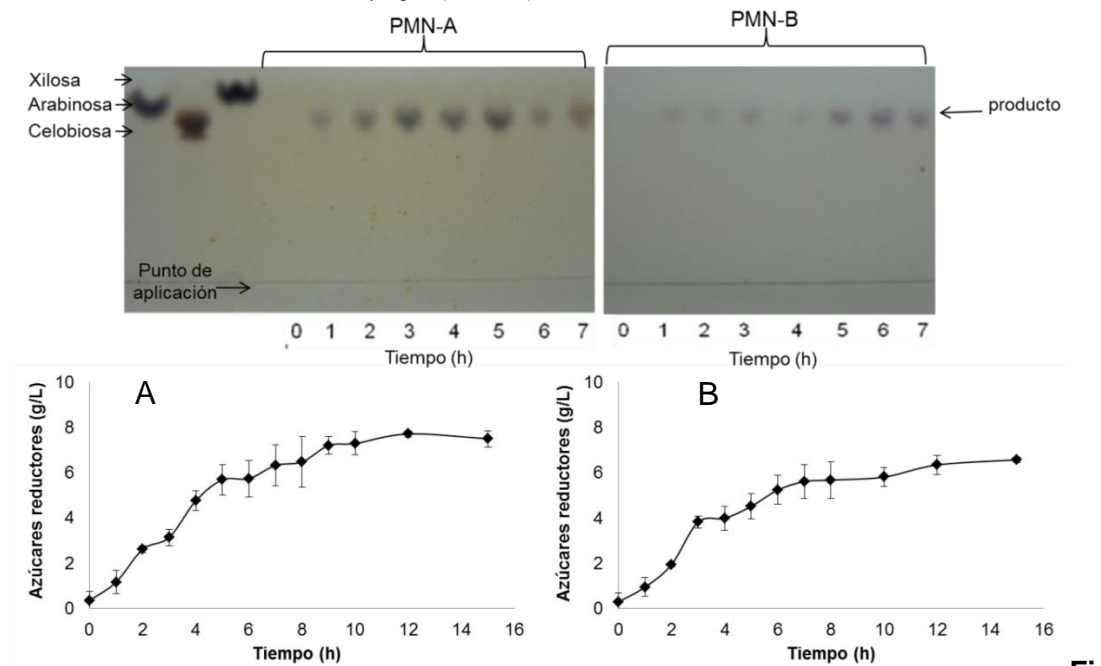 PMN-A
PMN-B
Xilosa
Arabinosa
Celobiosa
producto
Punto de
aplicación
0 1 2 3 4 5 6 7
Tiempo (h)
0 1 2 3 4 5 6 7
Tiempo (h)
A
Azúcares reductores (g/L)
10
8
6
4
2
0
0 2 4 6 8 10 12 14 16
Tiempo (h)
B
Azúcares reductores (g/L)
10
8
6
4
2
0
0 2 4 6 8 10 12 14 16
Tiempo (h)